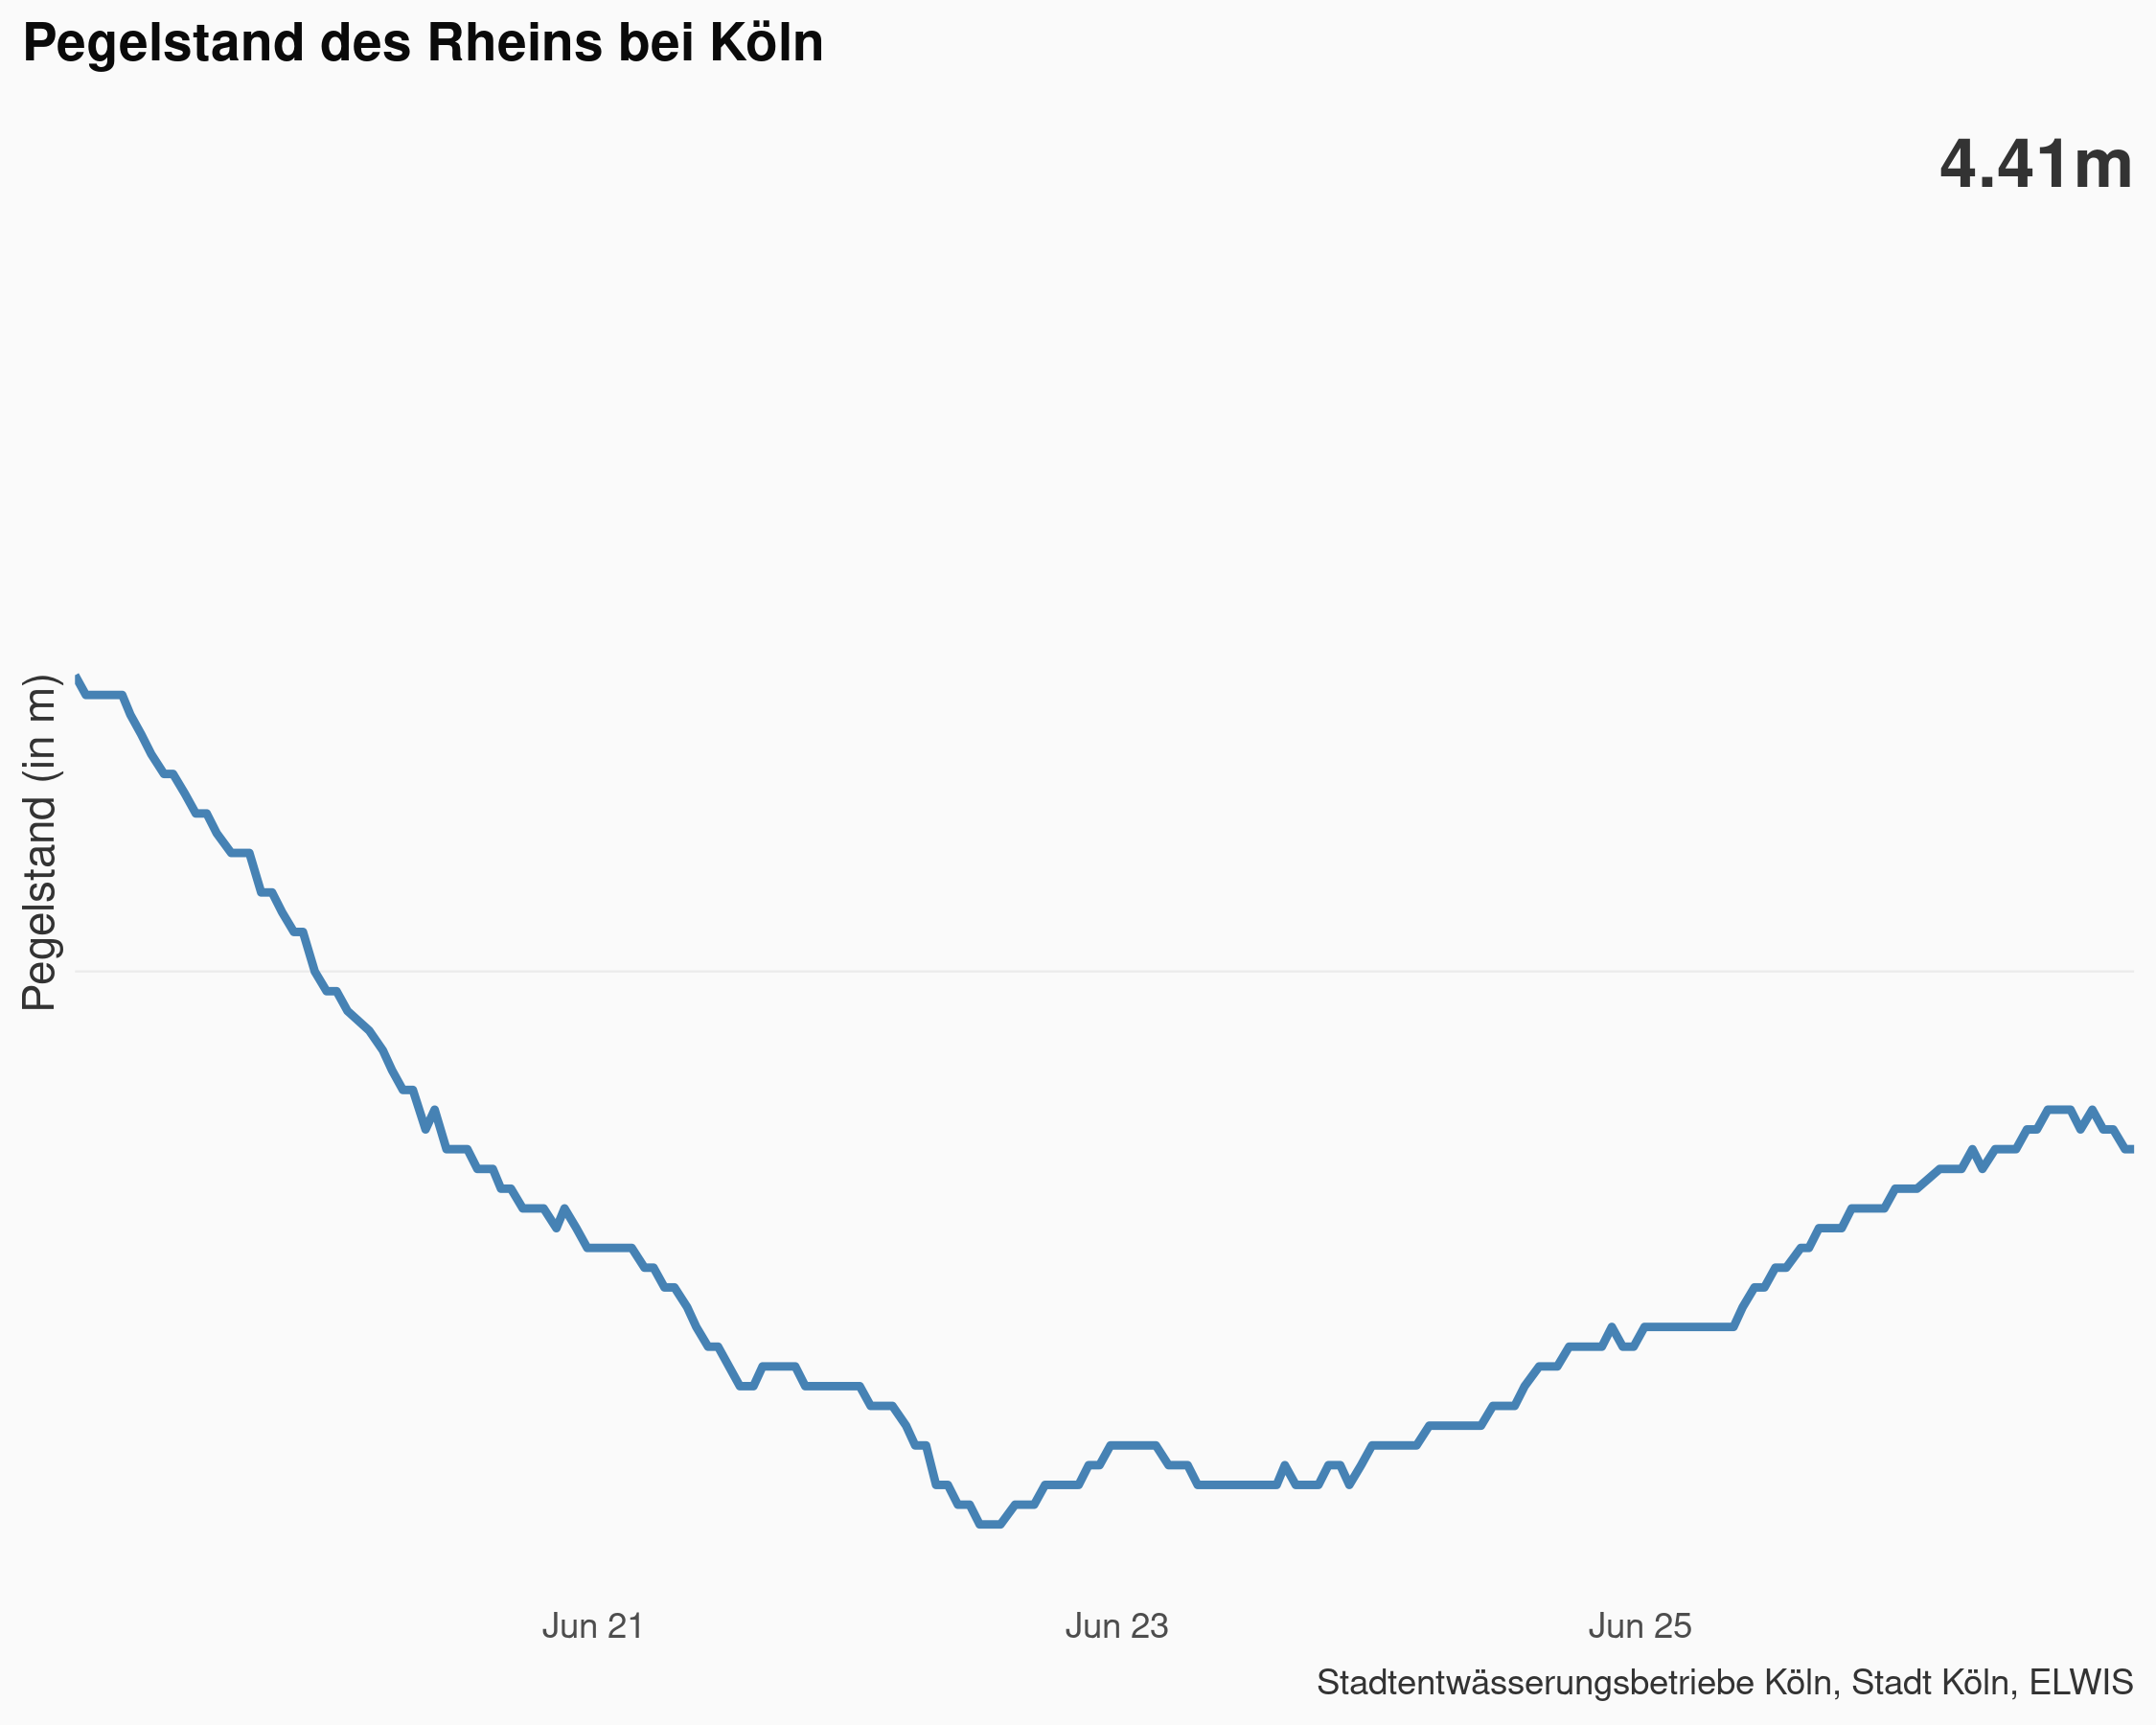 Pegelstand des Rheins bei Köln
4.41m
Pegelstand (in m)
Jun 21
Jun 23
Jun 25
Stadtentwässerungsbetriebe Köln, Stadt Köln, ELWIS